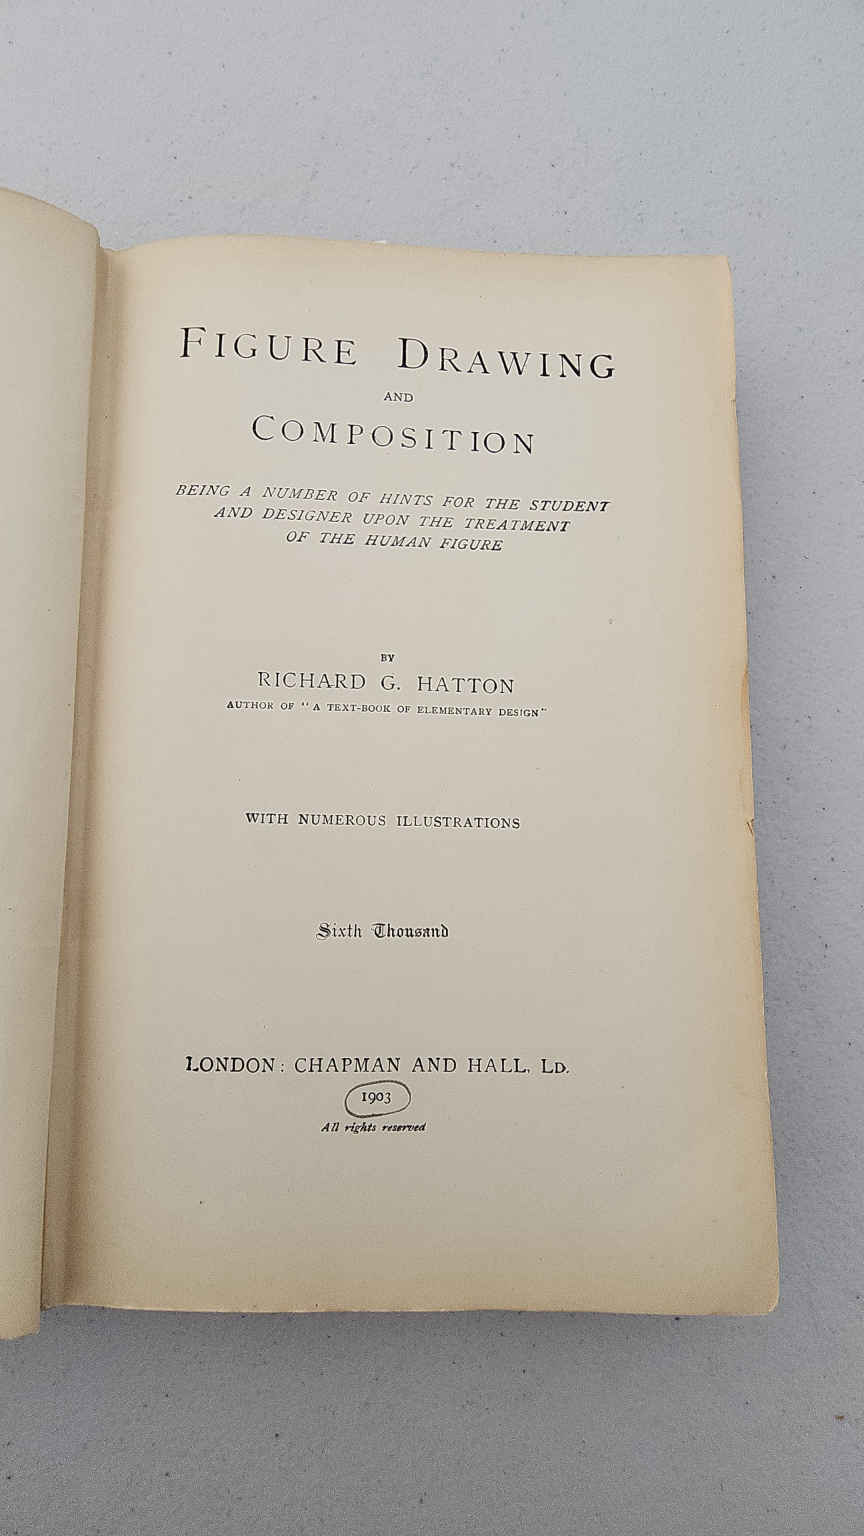 FIGURE DRAWING
AND
COMPOSITION
BEING A NUMBER OF HINTS FOR THE STUDENT
AND DESIGNER UPON THE TREATMENT
OF THE HUMAN FIGURE
BY
RICHARD G. HATTON
AUTHOR OF "A TEXT-BOOK OF ELEMENTARY DESIGN"
WITH NUMEROUS ILLUSTRATIONS
Sixth Thousand
LONDON: CHAPMAN AND HALL, LD.
1903
All rights reserved